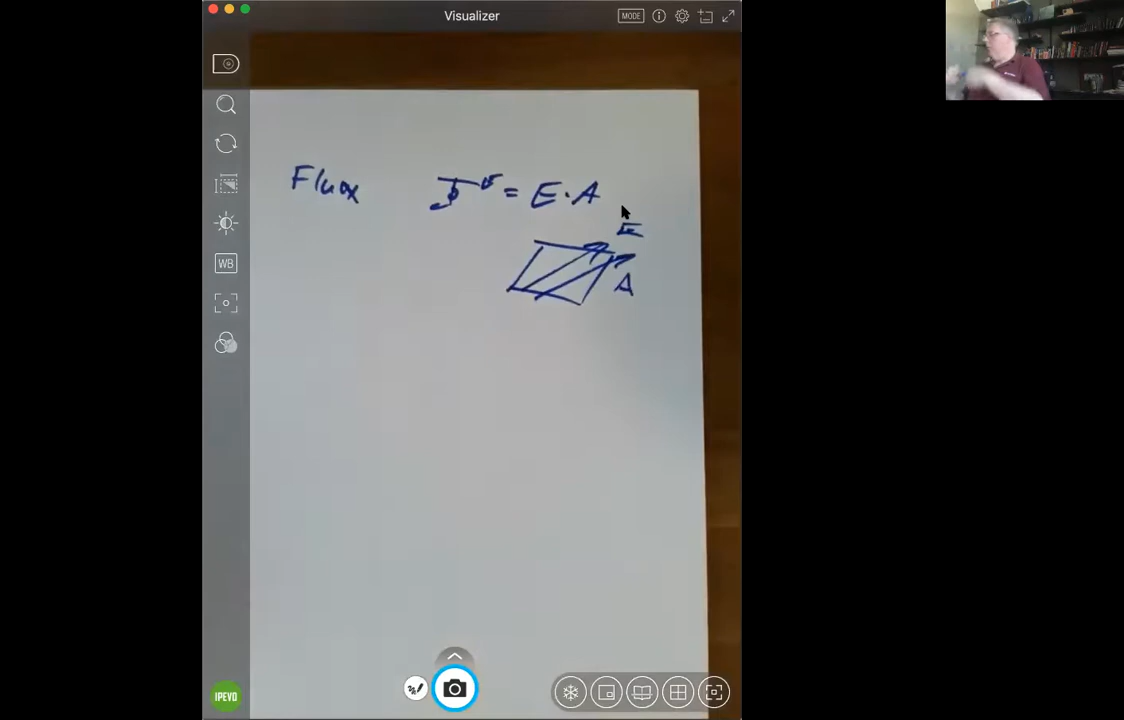 Visualizer
MODE
WB
Flux Φ = E · A
E
A
IPEVO